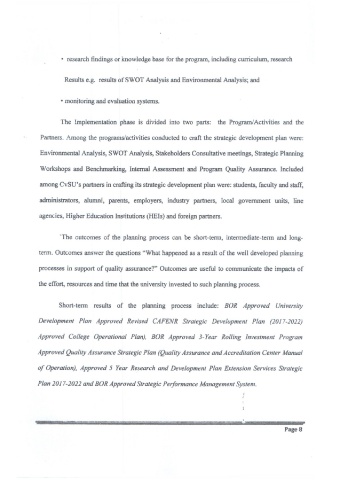 • research findings or knowledge base for the program, including curriculum, research
Results e.g. results of SWOT Analysis and Environmental Analysis; and
• monitoring and evaluation systems.
The Implementation phase is divided into two parts: the Program/Activities and the
Partners. Among the programs/activities conducted to craft the strategic development plan were:
Environmental Analysis, SWOT Analysis, Stakeholders Consultative meetings, Strategic Planning
Workshops and Benchmarking, Internal Assessment and Program Quality Assurance. Included
among CvSU's partners in crafting its strategic development plan were: students, faculty and staff,
administrators, alumni, parents, employers, industry partners, local government units, line
agencies, Higher Education Institutions (HEIs) and foreign partners.
The outcomes of the planning process can be short-term, intermediate-term and long-
term. Outcomes answer the questions "What happened as a result of the well developed planning
processes in support of quality assurance?" Outcomes are useful to communicate the impacts of
the effort, resources and time that the university invested to such planning process.
Short-term results of the planning process include: BOR Approved University
Development Plan Approved Revised CAFENR Strategic Development Plan (2017-2022)
Approved College Operational Plan), BOR Approved 3-Year Rolling Investment Program
Approved Quality Assurance Strategic Plan (Quality Assurance and Accreditation Center Manual
of Operation), Approved 5 Year Research and Development Plan Extension Services Strategic
Plan 2017-2022 and BOR Approved Strategic Performance Management System.
Page 8